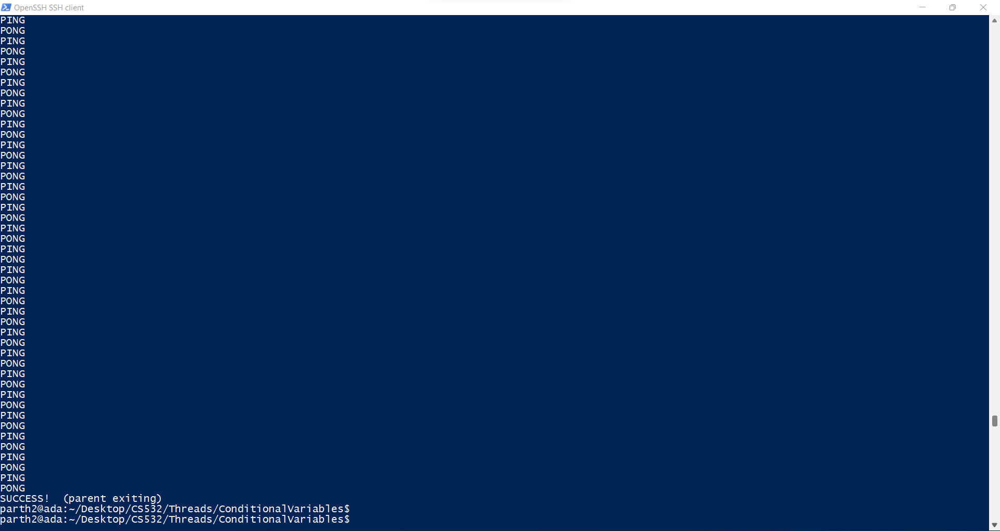 OpenSSH SSH client
PING
PONG
PING
PONG
PING
PONG
PING
PONG
PING
PONG
PING
PONG
PING
PONG
PING
PONG
PING
PONG
PING
PONG
PING
PONG
PING
PONG
PING
PONG
PING
PONG
PING
PONG
PING
PONG
PING
PONG
PING
PONG
PING
PONG
PING
PONG
PING
PONG
PING
PONG
PING
PONG
SUCCESS!  (parent exiting)
parth2@ada:~/Desktop/CS532/Threads/ConditionalVariables$
parth2@ada:~/Desktop/CS532/Threads/ConditionalVariables$